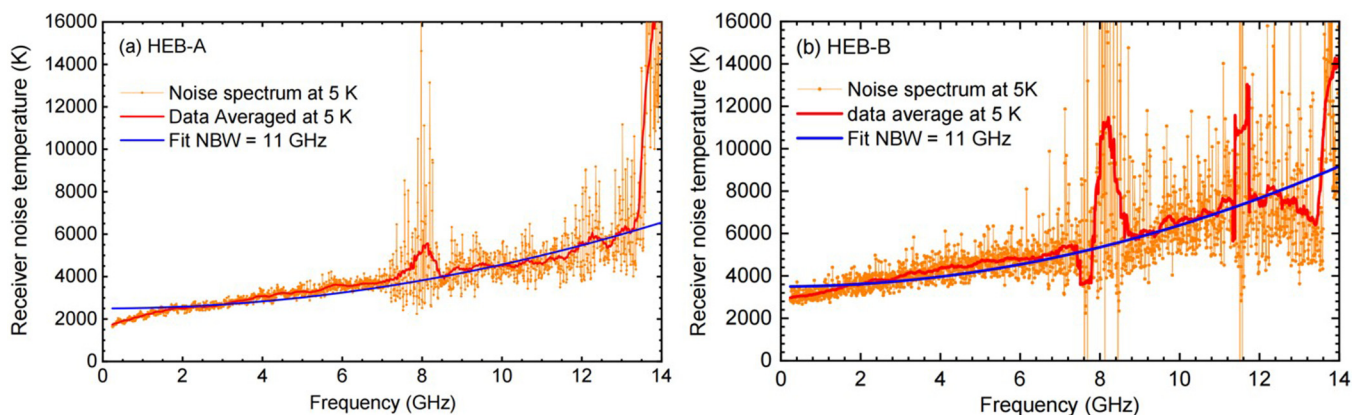 (a) HEB-A
Noise spectrum at 5 K
Data Averaged at 5 K
Fit NBW = 11 GHz
Receiver noise temperature (K)
16000
14000
12000
10000
8000
6000
4000
2000
0
0 2 4 6 8 10 12 14
Frequency (GHz)
(b) HEB-B
Noise spectrum at 5K
data average at 5 K
Fit NBW = 11 GHz
Receiver noise temperature (K)
16000
14000
12000
10000
8000
6000
4000
2000
0
0 2 4 6 8 10 12 14
Frequency (GHz)